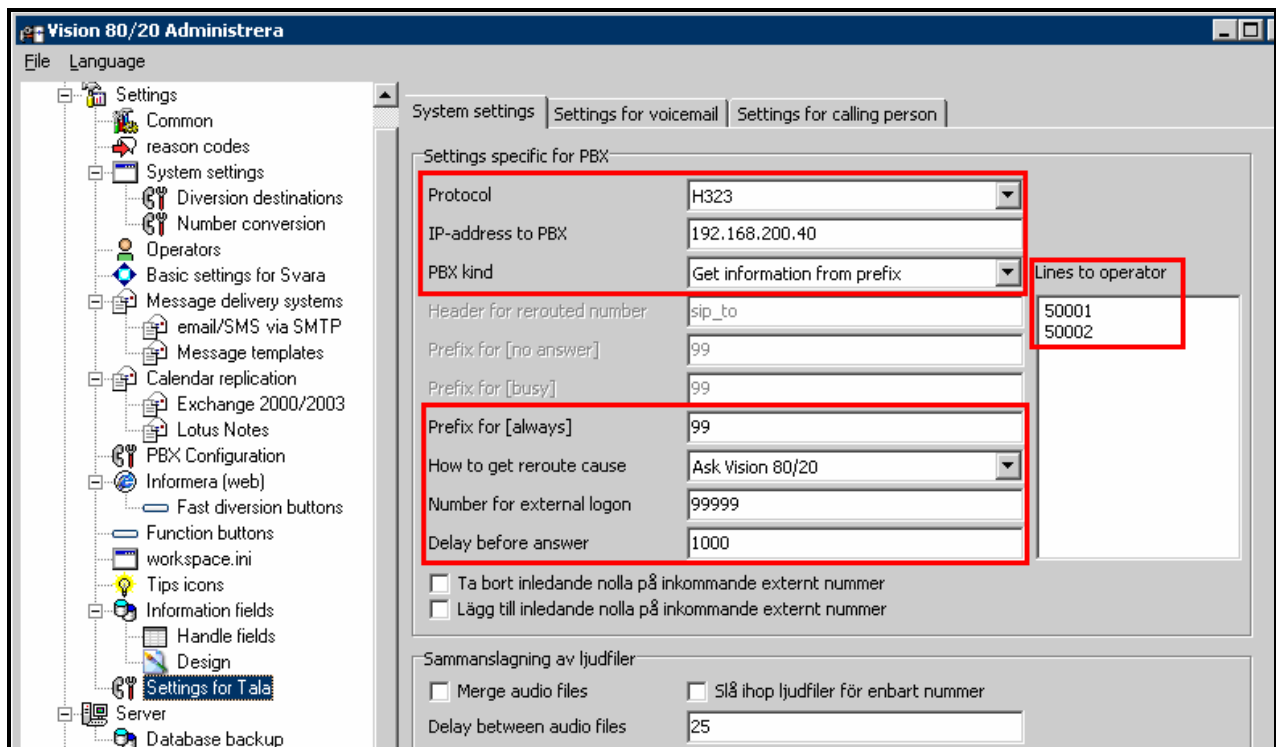 Vision 80/20 Administrera
File Language
Settings
Common
reason codes
System settings
Diversion destinations
Number conversion
Operators
Basic settings for Svara
Message delivery systems
email/SMS via SMTP
Message templates
Calendar replication
Exchange 2000/2003
Lotus Notes
PBX Configuration
Informera (web)
Fast diversion buttons
Function buttons
workspace.ini
Tips icons
Information fields
Handle fields
Design
Settings for Tala
Server
Database backup
System settings Settings for voicemail Settings for calling person
Settings specific for PBX
Protocol H323
IP-address to PBX 192.168.200.40
PBX kind Get information from prefix
Header for rerouted number sip_to
Prefix for [no answer] 99
Prefix for [busy] 99
Prefix for [always] 99
How to get reroute cause Ask Vision 80/20
Number for external logon 99999
Delay before answer 1000
Lines to operator
50001
50002
Ta bort inledande nolla på inkommande externt nummer
Lägg till inledande nolla på inkommande externt nummer
Sammanslagning av ljudfiler
Merge audio files Slå ihop ljudfiler för enbart nummer
Delay between audio files 25